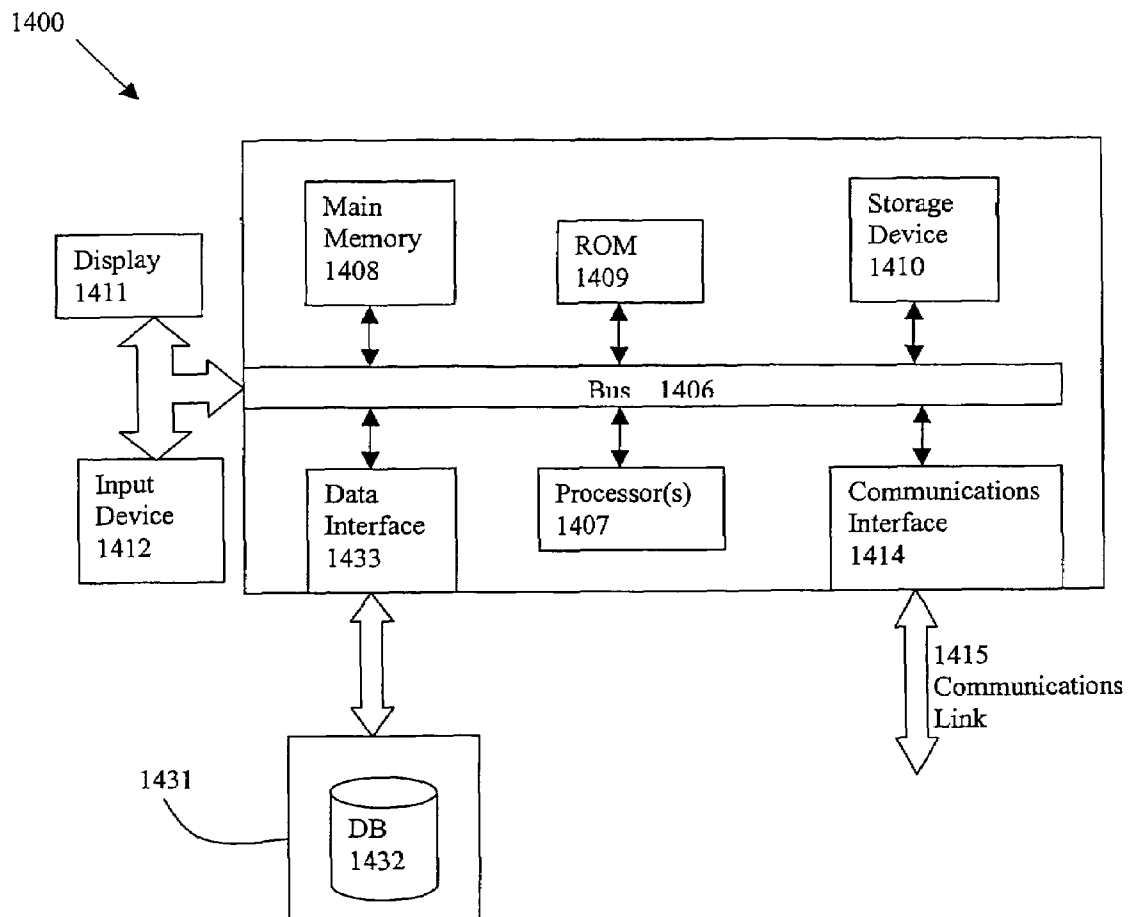 1400
Main
Memory
1408
ROM
1409
Storage
Device
1410
Display
1411
Bus 1406
Input
Device
1412
Data
Interface
1433
Processor(s)
1407
Communications
Interface
1414
1415
Communications
Link
1431
DB
1432